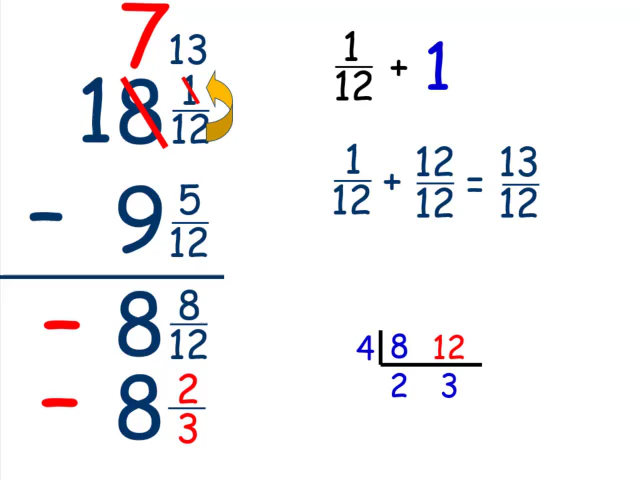 7 13
18 1/12
- 9 5/12
- 8 8/12
- 8 2/3
1/12 + 1
1/12 + 12/12 = 13/12
4 8 12
2 3